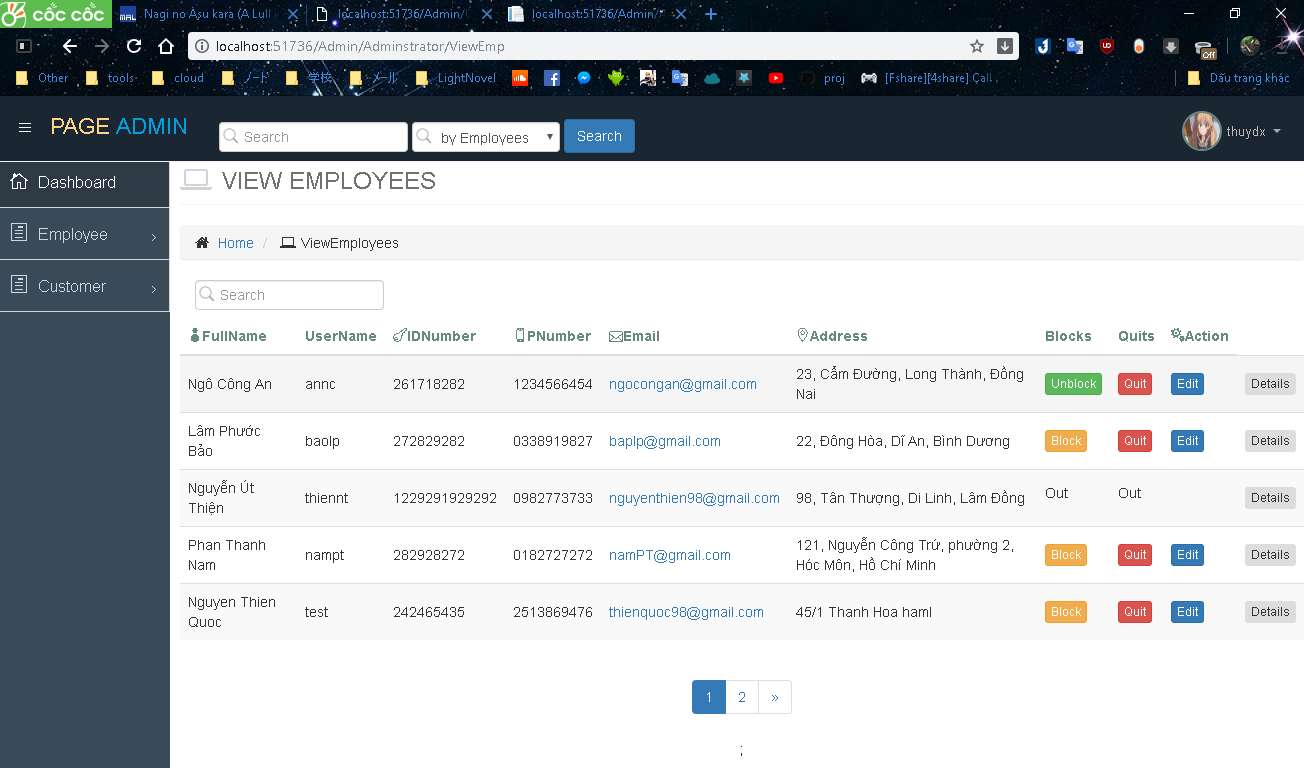 cốc cốc
MAL
Nagi no Asu kara (A Lull
localhost:51736/Admin/
localhost:51736/Admin/
localhost:51736/Admin/Adminstrator/ViewEmp
Off
Other
tools
cloud
ノード
学校
メール
LightNovel
proj
[Fshare][4share] Call
Dấu trang khác
PAGE ADMIN
Search
by Employees
Search
thuydx
Dashboard
Employee
Customer
VIEW EMPLOYEES
Home / ViewEmployees
Search
FullName UserName IDNumber PNumber Email Address Blocks Quits Action
Ngô Công An annc 261718282 1234566454 ngocongan@gmail.com 23, Cẩm Đường, Long Thành, Đồng
Nai Unblock Quit Edit Details
Lâm Phước
Bảo baolp 272829282 0338919827 baplp@gmail.com 22, Đông Hòa, Dĩ An, Bình Dương Block Quit Edit Details
Nguyễn Út
Thiện thiennt 1229291929292 0982773733 nguyenthien98@gmail.com 98, Tân Thượng, Di Linh, Lâm Đồng Out Out Details
Phan Thanh
Nam nampt 282928272 0182727272 namPT@gmail.com 121, Nguyễn Công Trứ, phường 2,
Hóc Môn, Hồ Chí Minh Block Quit Edit Details
Nguyen Thien
Quoc test 242465435 2513869476 thienquoc98@gmail.com 45/1 Thanh Hoa haml Block Quit Edit Details
1 2 »
;